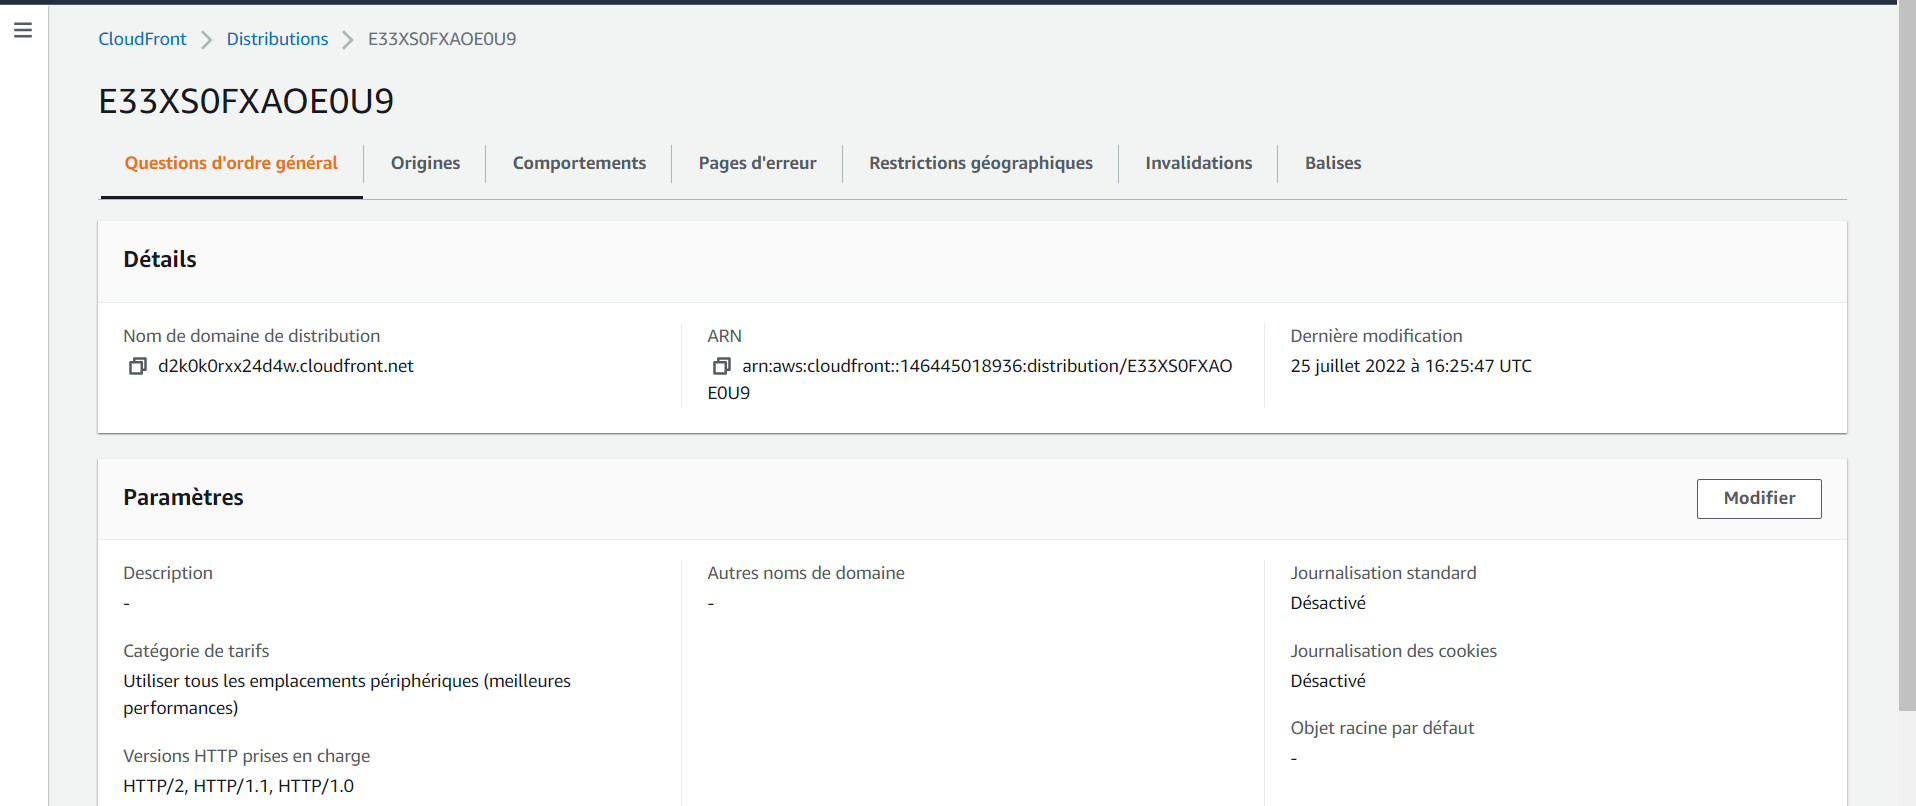 CloudFront > Distributions > E33XS0FXAOE0U9
E33XS0FXAOE0U9
Questions d'ordre général
Origines
Comportements
Pages d'erreur
Restrictions géographiques
Invalidations
Balises
Détails
Nom de domaine de distribution
d2k0k0rxx24d4w.cloudfront.net
ARN
arn:aws:cloudfront::146445018936:distribution/E33XS0FXAO
E0U9
Dernière modification
25 juillet 2022 à 16:25:47 UTC
Paramètres
Modifier
Description
-
Catégorie de tarifs
Utiliser tous les emplacements périphériques (meilleures
performances)
Versions HTTP prises en charge
HTTP/2, HTTP/1.1, HTTP/1.0
Autres noms de domaine
-
Journalisation standard
Désactivé
Journalisation des cookies
Désactivé
Objet racine par défaut
-